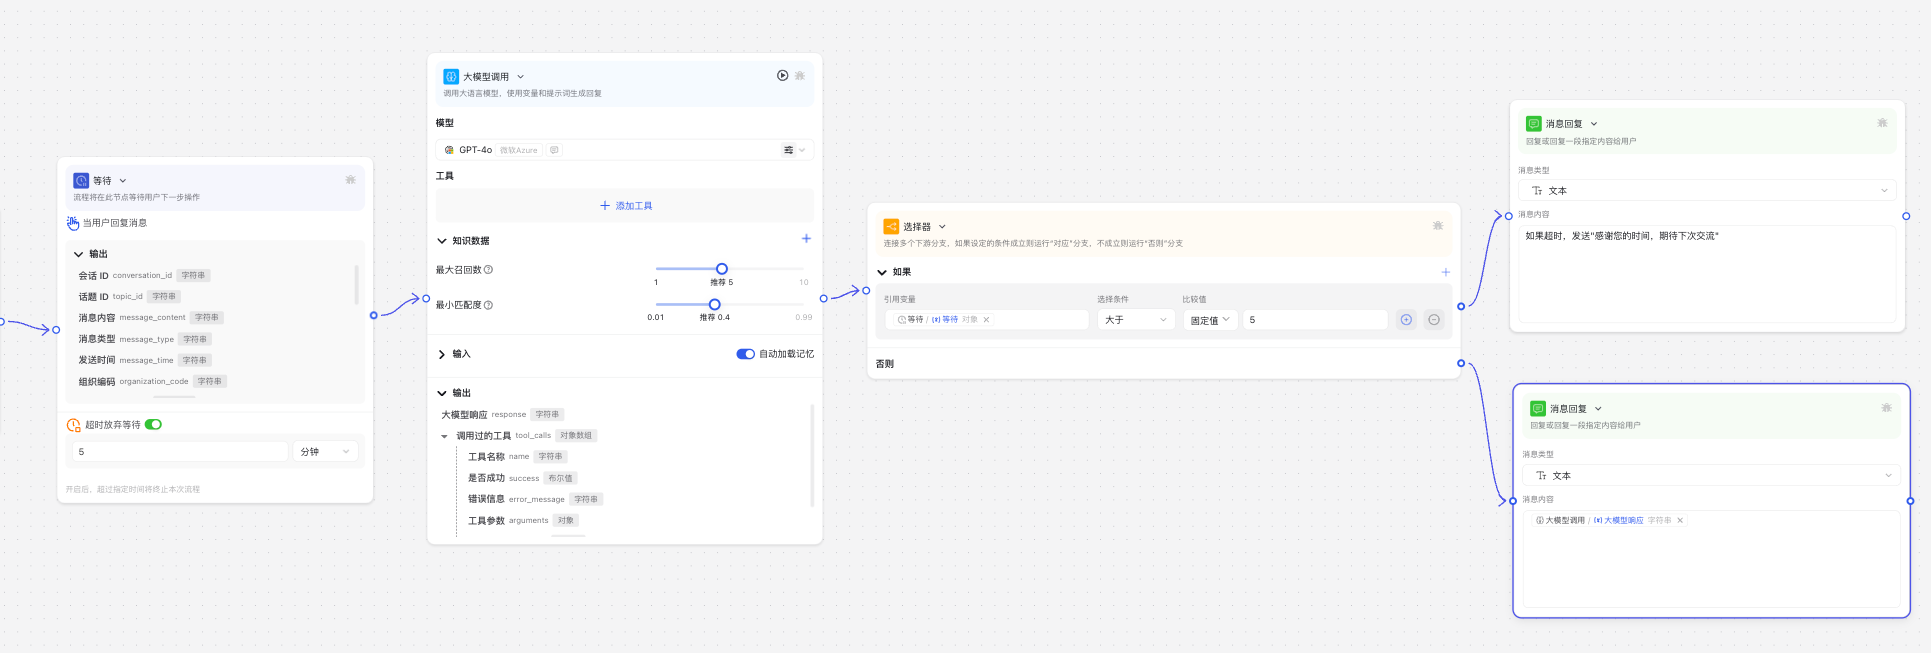 等待
流程将在此节点等待用户下一步操作
当用户回复消息
输出
会话 ID conversation_id 字符串
话题 ID topic_id 字符串
消息内容 message_content 字符串
消息类型 message_type 字符串
发送时间 message_time 字符串
组织编码 organization_code 字符串
超时放弃等待
5 分钟
开启后，超过指定时间将终止本次流程
大模型调用
调用大语言模型，使用变量和提示词生成回复
模型
GPT-4o 微软Azure
工具
添加工具
知识数据
最大召回数
1 推荐 5 10
最小匹配度
0.01 推荐 0.4 0.99
输入 自动加载记忆
输出
大模型响应 response 字符串
调用过的工具 tool_calls 对象数组
工具名称 name 字符串
是否成功 success 布尔值
错误信息 error_message 字符串
工具参数 arguments 对象
选择器
连接多个下游分支，如果设定的条件成立则运行"对应"分支，不成立则运行"否则"分支
如果
引用变量 选择条件 比较值
等待 / (x) 等待 对象 大于 固定值 5
否则
消息回复
回复或回复一段指定内容给用户
消息类型
文本
消息内容
如果超时，发送"感谢您的时间，期待下次交流"
消息回复
回复或回复一段指定内容给用户
消息类型
文本
消息内容
大模型调用 / (x) 大模型响应 字符串